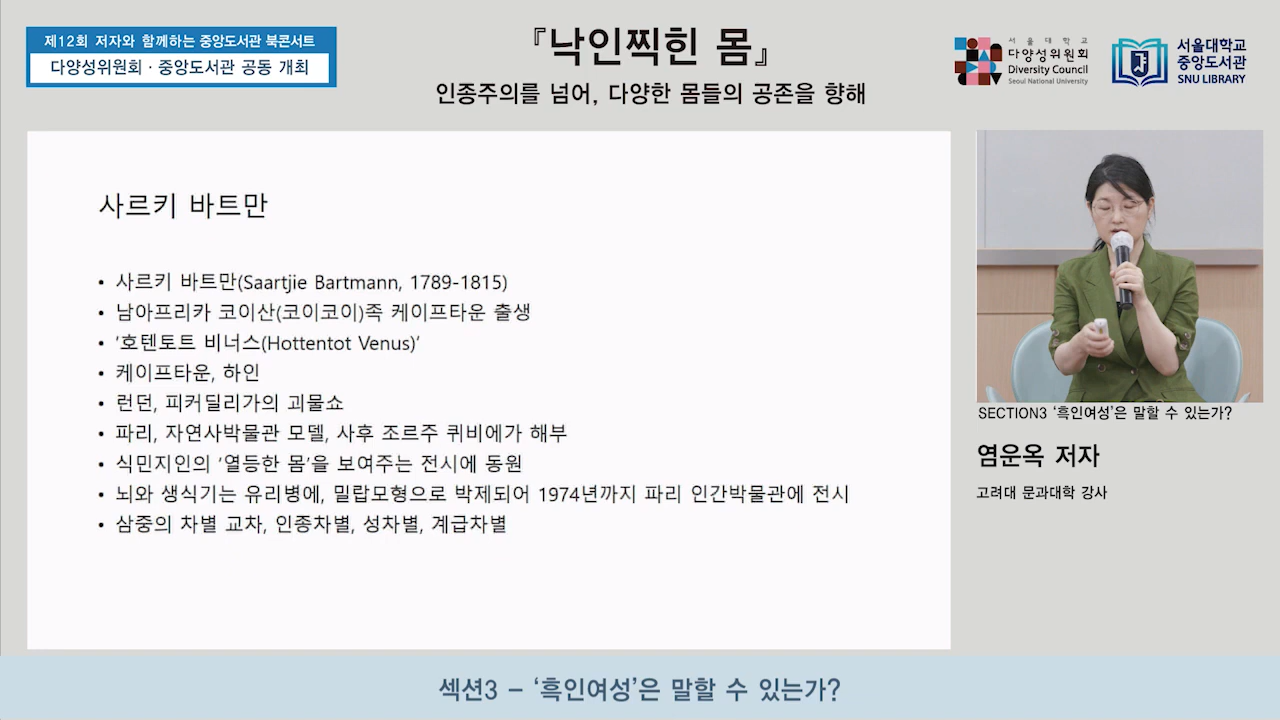 제12회 저자와 함께하는 중앙도서관 북콘서트
다양성위원회 · 중앙도서관 공동 개최
『낙인찍힌 몸』
인종주의를 넘어, 다양한 몸들의 공존을 향해
서울대학교
다양성위원회
Diversity Council
Seoul National University
서울대학교
중앙도서관
SNU LIBRARY
사르키 바트만
• 사르키 바트만(Saartjie Bartmann, 1789-1815)
• 남아프리카 코이산(코이코이)족 케이프타운 출생
• ‘호텐토트 비너스(Hottentot Venus)’
• 케이프타운, 하인
• 런던, 피커딜리가의 괴물쇼
• 파리, 자연사박물관 모델, 사후 조르주 퀴비에가 해부
• 식민지인의 ‘열등한 몸’을 보여주는 전시에 동원
• 뇌와 생식기는 유리병에, 밀랍모형으로 박제되어 1974년까지 파리 인간박물관에 전시
• 삼중의 차별 교차, 인종차별, 성차별, 계급차별
SECTION3 ‘흑인여성’은 말할 수 있는가?
염운옥 저자
고려대 문과대학 강사
섹션3 – ‘흑인여성’은 말할 수 있는가?